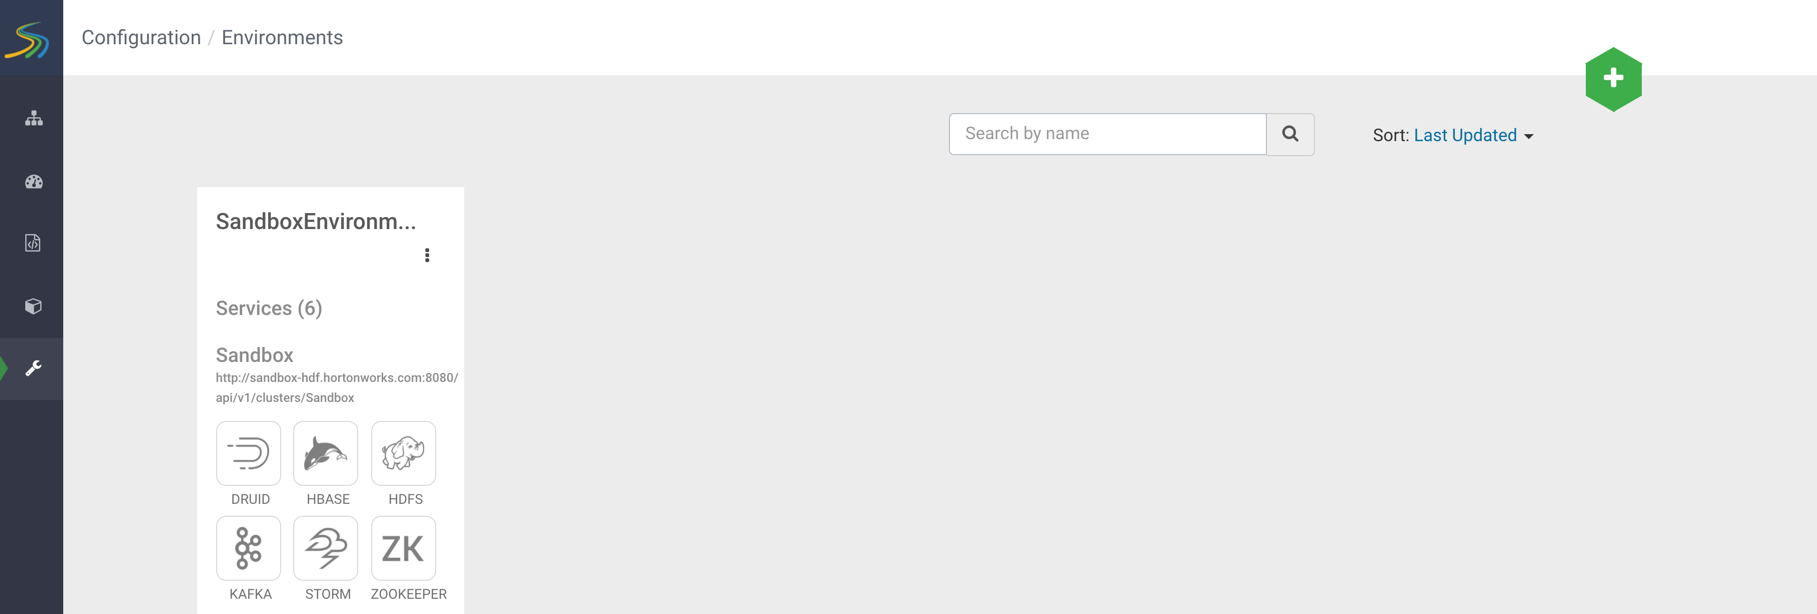 Configuration / Environments
Search by name
Sort: Last Updated
SandboxEnvironm...
Services (6)
Sandbox
http://sandbox-hdf.hortonworks.com:8080/
api/v1/clusters/Sandbox
DRUID HBASE HDFS
ZK
KAFKA STORM ZOOKEEPER